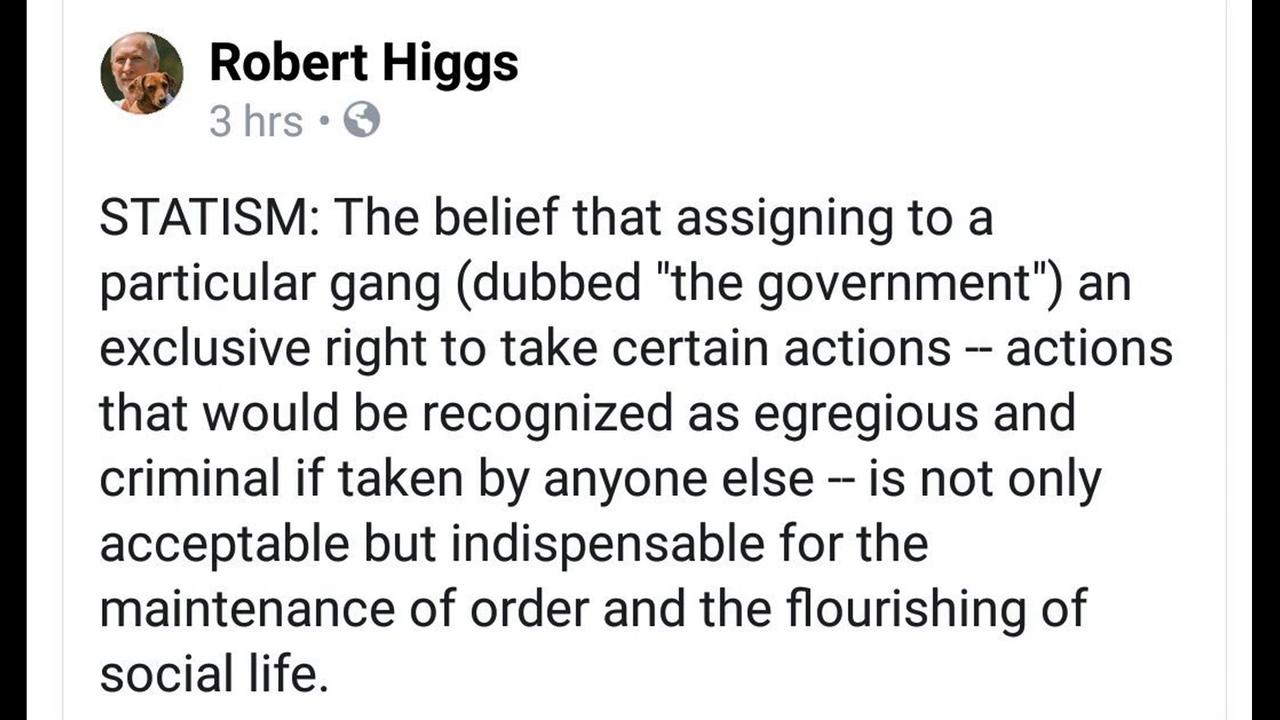 Robert Higgs
3 hrs •
STATISM: The belief that assigning to a
particular gang (dubbed "the government") an
exclusive right to take certain actions -- actions
that would be recognized as egregious and
criminal if taken by anyone else -- is not only
acceptable but indispensable for the
maintenance of order and the flourishing of
social life.